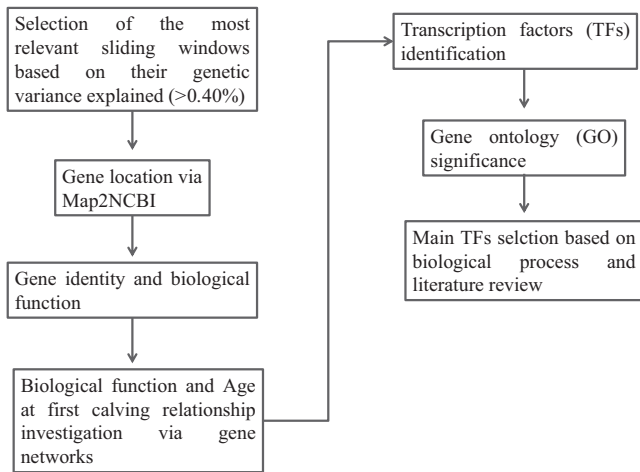 Selection of the most
relevant sliding windows
based on their genetic
variance explained (>0.40%)
Gene location via
Map2NCBI
Gene identity and biological
function
Biological function and Age
at first calving relationship
investigation via gene
networks
Transcription factors (TFs)
identification
Gene ontology (GO)
significance
Main TFs selction based on
biological process and
literature review